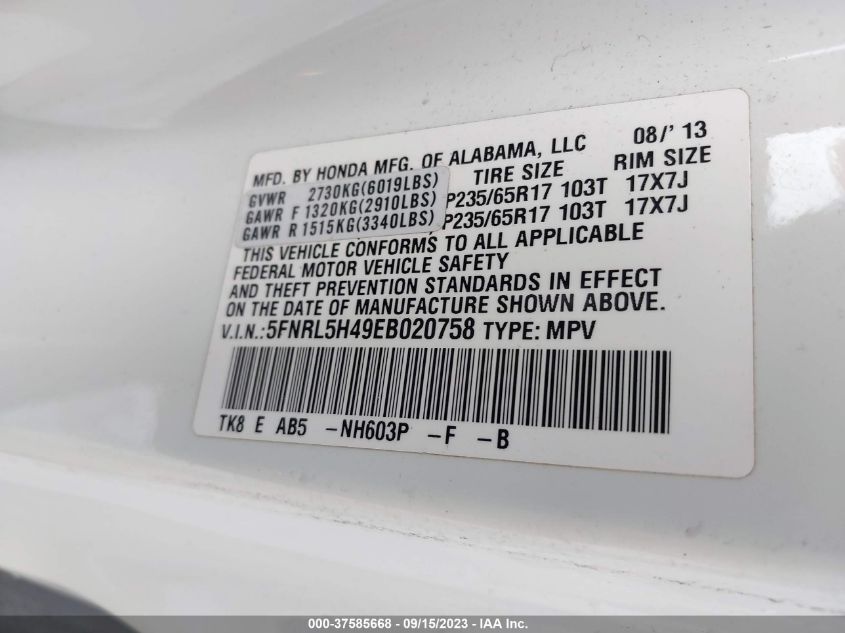 MFD. BY HONDA MFG. OF ALABAMA, LLC 08/' 13
TIRE SIZE RIM SIZE
GVWR 2730KG(6019LBS)
GAWR F 1320KG(2910LBS) P235/65R17 103T 17X7J
GAWR R 1515KG(3340LBS) P235/65R17 103T 17X7J
THIS VEHICLE CONFORMS TO ALL APPLICABLE
FEDERAL MOTOR VEHICLE SAFETY
AND THEFT PREVENTION STANDARDS IN EFFECT
ON THE DATE OF MANUFACTURE SHOWN ABOVE.
V.I.N.:5FNRL5H49EB020758 TYPE: MPV
TK8 E AB5 -NH603P -F -B
000-37585668 - 09/15/2023 - IAA Inc.